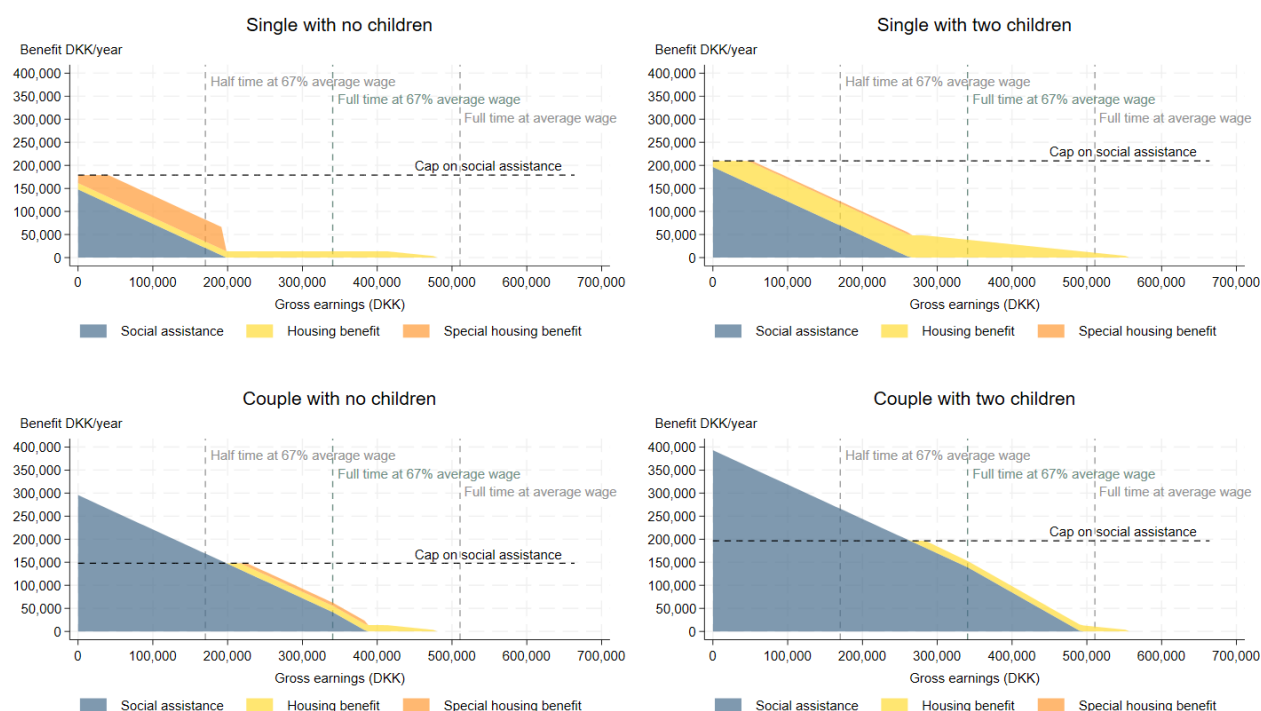 Single with no children
Benefit DKK/year
400,000
350,000
300,000
250,000
200,000
150,000
100,000
50,000
0
Half time at 67% average wage
Full time at 67% average wage
Full time at average wage
Cap on social assistance
0 100,000 200,000 300,000 400,000 500,000 600,000 700,000
Gross earnings (DKK)
Social assistance Housing benefit Special housing benefit
Single with two children
Benefit DKK/year
400,000
350,000
300,000
250,000
200,000
150,000
100,000
50,000
0
Half time at 67% average wage
Full time at 67% average wage
Full time at average wage
Cap on social assistance
0 100,000 200,000 300,000 400,000 500,000 600,000 700,000
Gross earnings (DKK)
Social assistance Housing benefit Special housing benefit
Couple with no children
Benefit DKK/year
400,000
350,000
300,000
250,000
200,000
150,000
100,000
50,000
0
Half time at 67% average wage
Full time at 67% average wage
Full time at average wage
Cap on social assistance
0 100,000 200,000 300,000 400,000 500,000 600,000 700,000
Gross earnings (DKK)
Social assistance Housing benefit Special housing benefit
Couple with two children
Benefit DKK/year
400,000
350,000
300,000
250,000
200,000
150,000
100,000
50,000
0
Half time at 67% average wage
Full time at 67% average wage
Full time at average wage
Cap on social assistance
0 100,000 200,000 300,000 400,000 500,000 600,000 700,000
Gross earnings (DKK)
Social assistance Housing benefit Special housing benefit